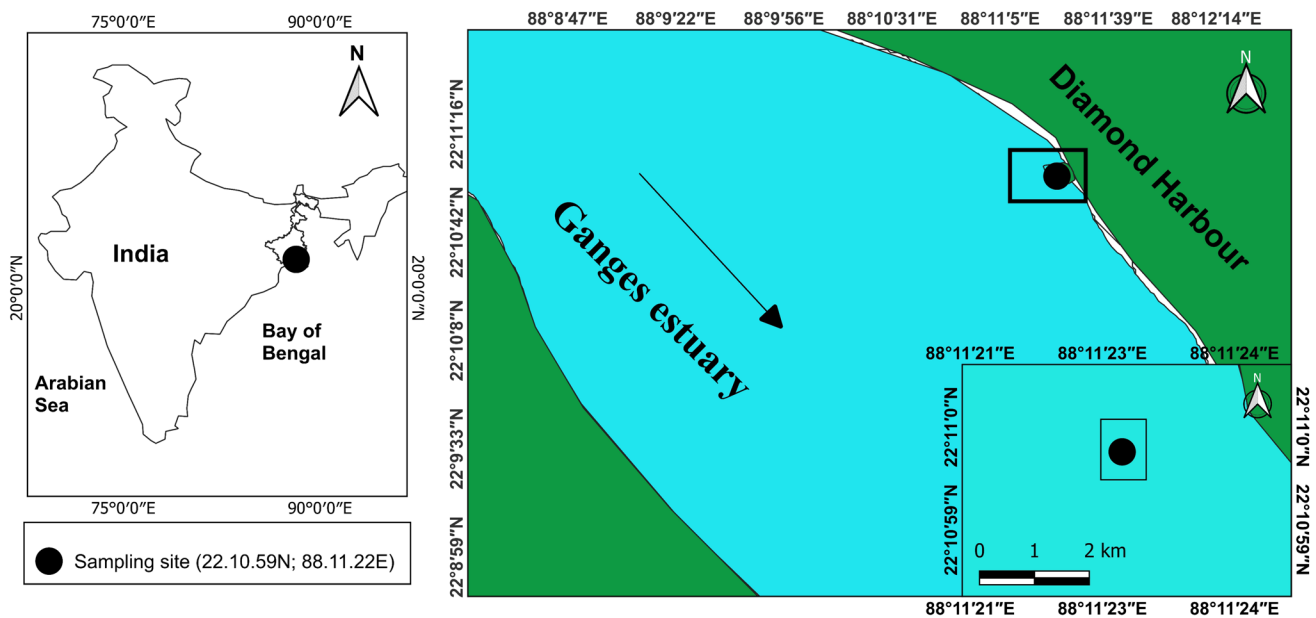 75°0′0″E 90°0′0″E
N
India
20°0′0″N
20°0′0″N
Bay of
Bengal
Arabian
Sea
75°0′0″E 90°0′0″E
Sampling site (22.10.59N; 88.11.22E)
88°8′47″E 88°9′22″E 88°9′56″E 88°10′31″E 88°11′5″E 88°11′39″E 88°12′14″E
22°11′16″N
22°10′42″N
22°10′8″N
22°9′33″N
22°8′59″N
N
Diamond Harbour
Ganges estuary
88°11′21″E 88°11′23″E 88°11′24″E
N
22°11′0″N
22°10′59″N
22°11′0″N
22°10′59″N
0 1 2 km
88°11′21″E 88°11′23″E 88°11′24″E